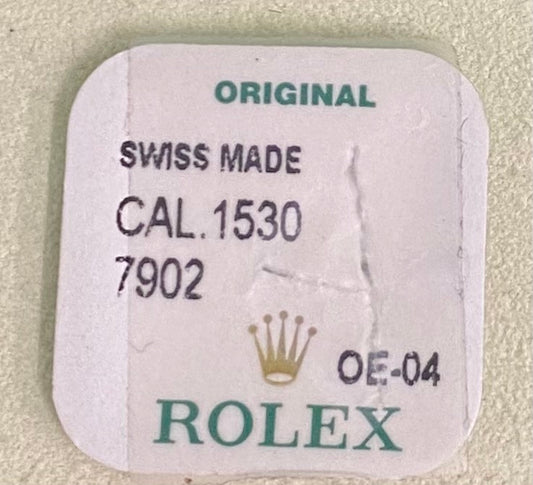 ORIGINAL
SWISS MADE
CAL.1530
7902
OE-04
ROLEX